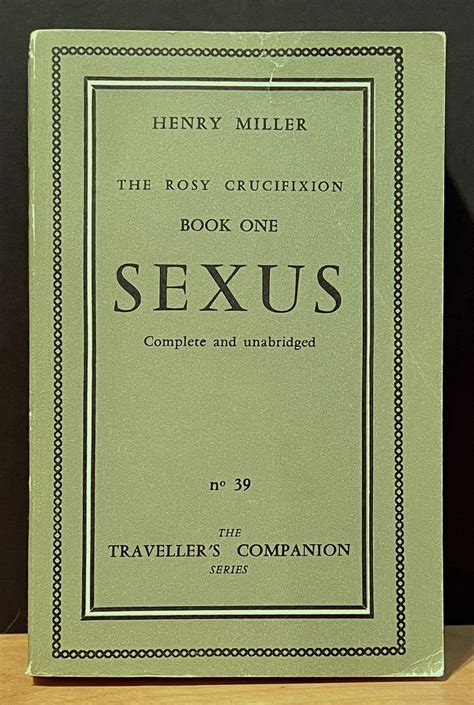 HENRY MILLER
THE ROSY CRUCIFIXION
BOOK ONE
SEXUS
Complete and unabridged
nº 39
THE
TRAVELLER'S COMPANION
SERIES